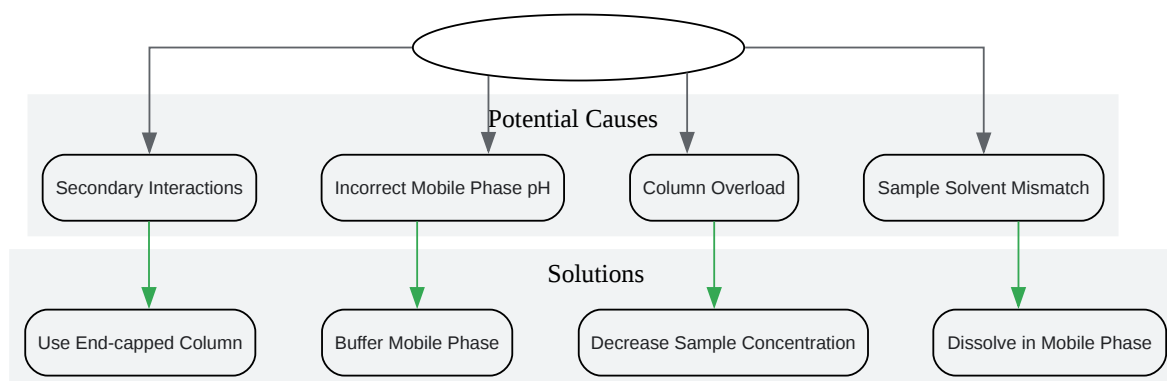 Potential Causes
Secondary Interactions
Incorrect Mobile Phase pH
Column Overload
Sample Solvent Mismatch
Solutions
Use End-capped Column
Buffer Mobile Phase
Decrease Sample Concentration
Dissolve in Mobile Phase